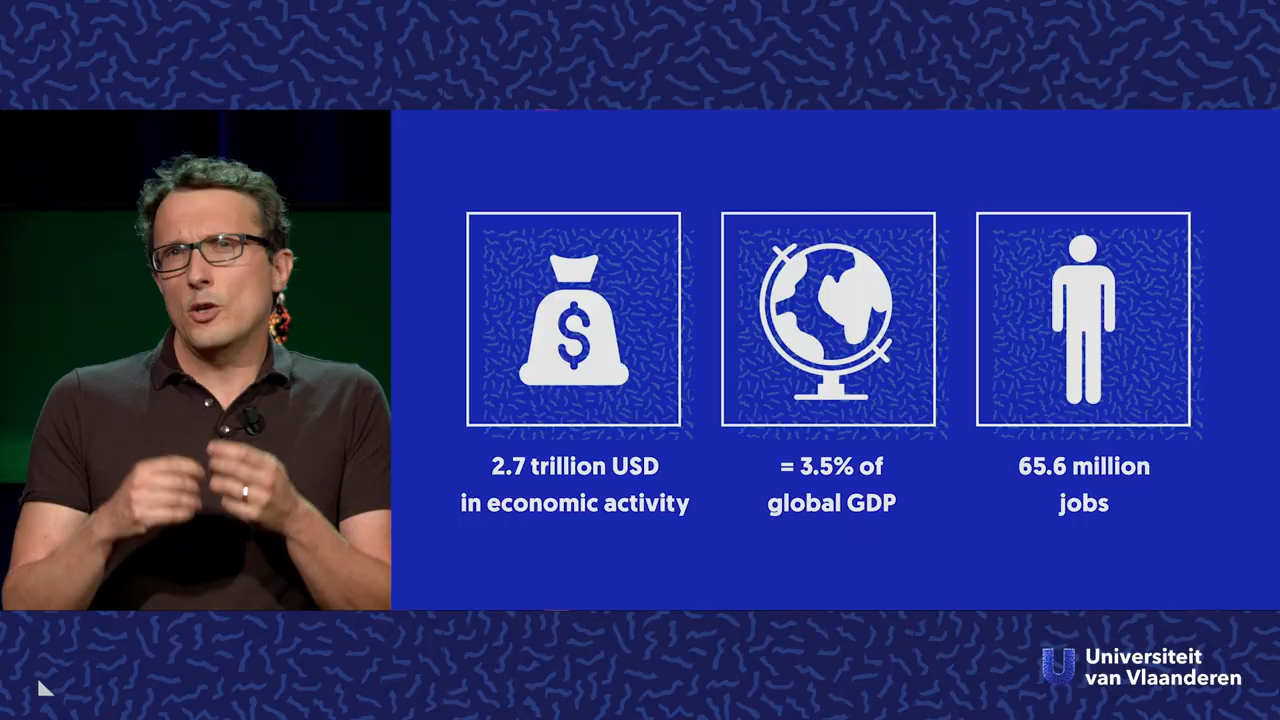 2.7 trillion USD
in economic activity
= 3.5% of
global GDP
65.6 million
jobs
Universiteit
van Vlaanderen